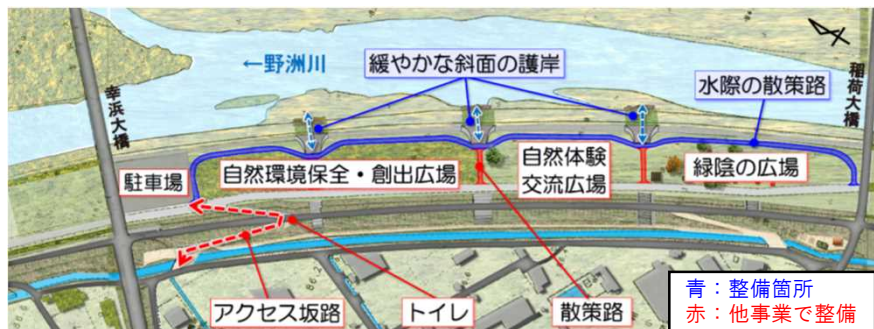 ←野洲川
緩やかな斜面の護岸
水際の散策路
幸浜大橋
稲荷大橋
駐車場
自然環境保全・創出広場
自然体験
交流広場
緑陰の広場
アクセス坂路
トイレ
散策路
青：整備箇所
赤：他事業で整備